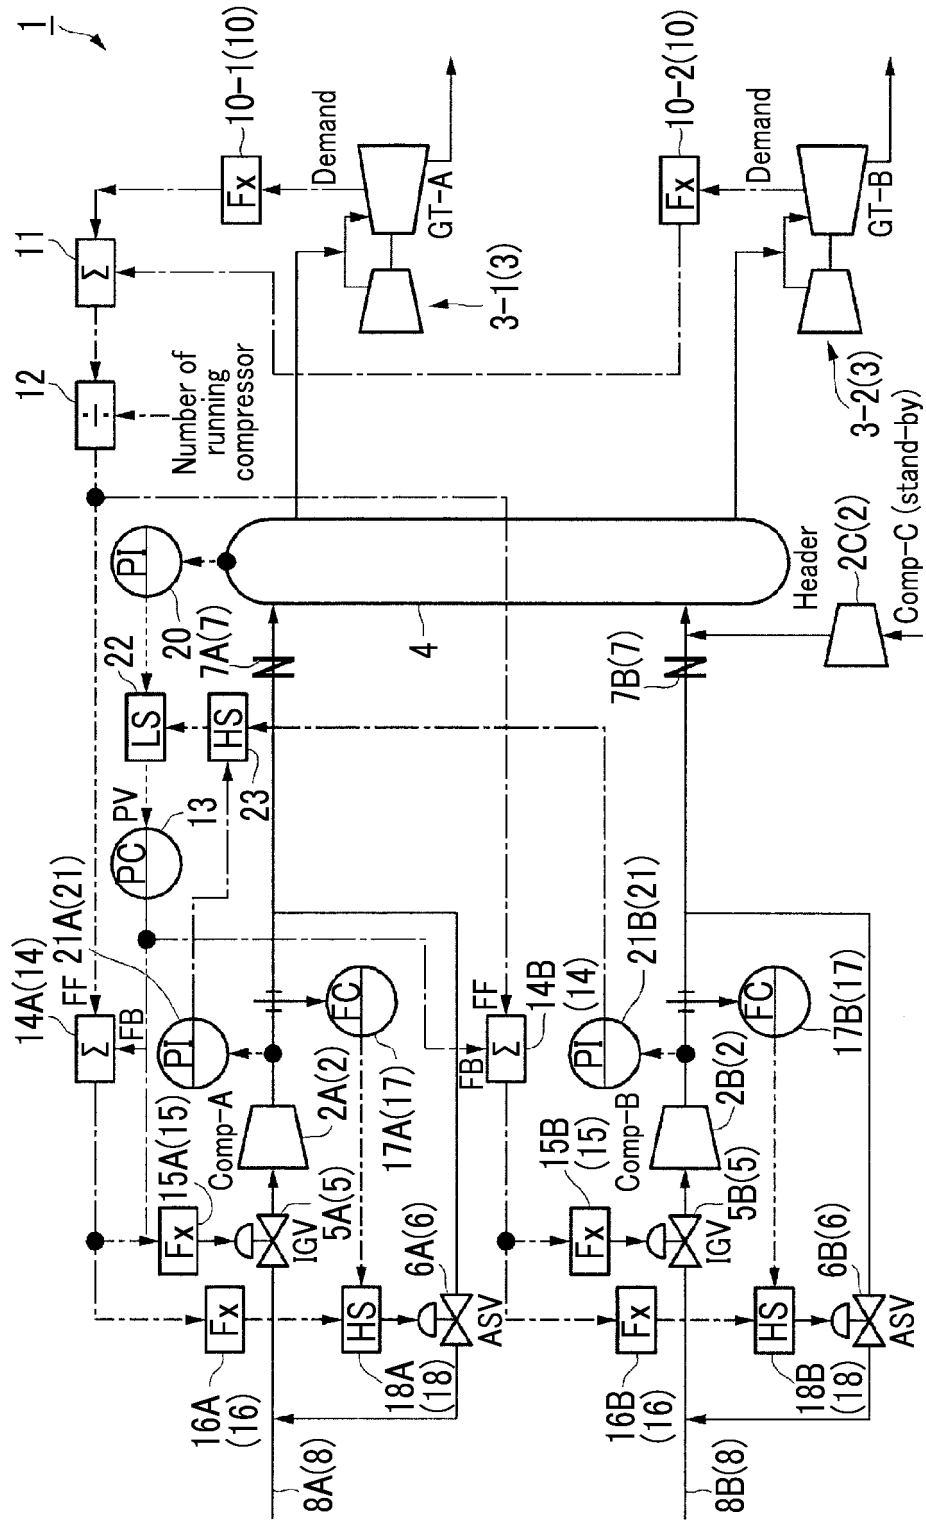 1
10-1(10)
Fx
Demand
GT-A
3-1(3)
10-2(10)
Fx
Demand
GT-B
3-2(3)
11
Σ
12
÷
Number of
running
compressor
PI
20
22
LS
PV
13
PC
HS
23
7A(7)
4
Header
7B(7)
2C(2)
Comp-C (stand-by)
14A(14)
FF
Σ
FB
21A(21)
PI
FC
17A(17)
Comp-A
2A(2)
15A(15)
Fx
IGV
5A(5)
16A
(16)
Fx
HS
18A
(18)
6A(6)
ASV
8A(8)
FF
FB
Σ
14B
(14)
21B(21)
PI
FC
17B(17)
Comp-B
2B(2)
15B
(15)
Fx
IGV
5B(5)
16B
(16)
Fx
HS
18B
(18)
6B(6)
ASV
8B(8)